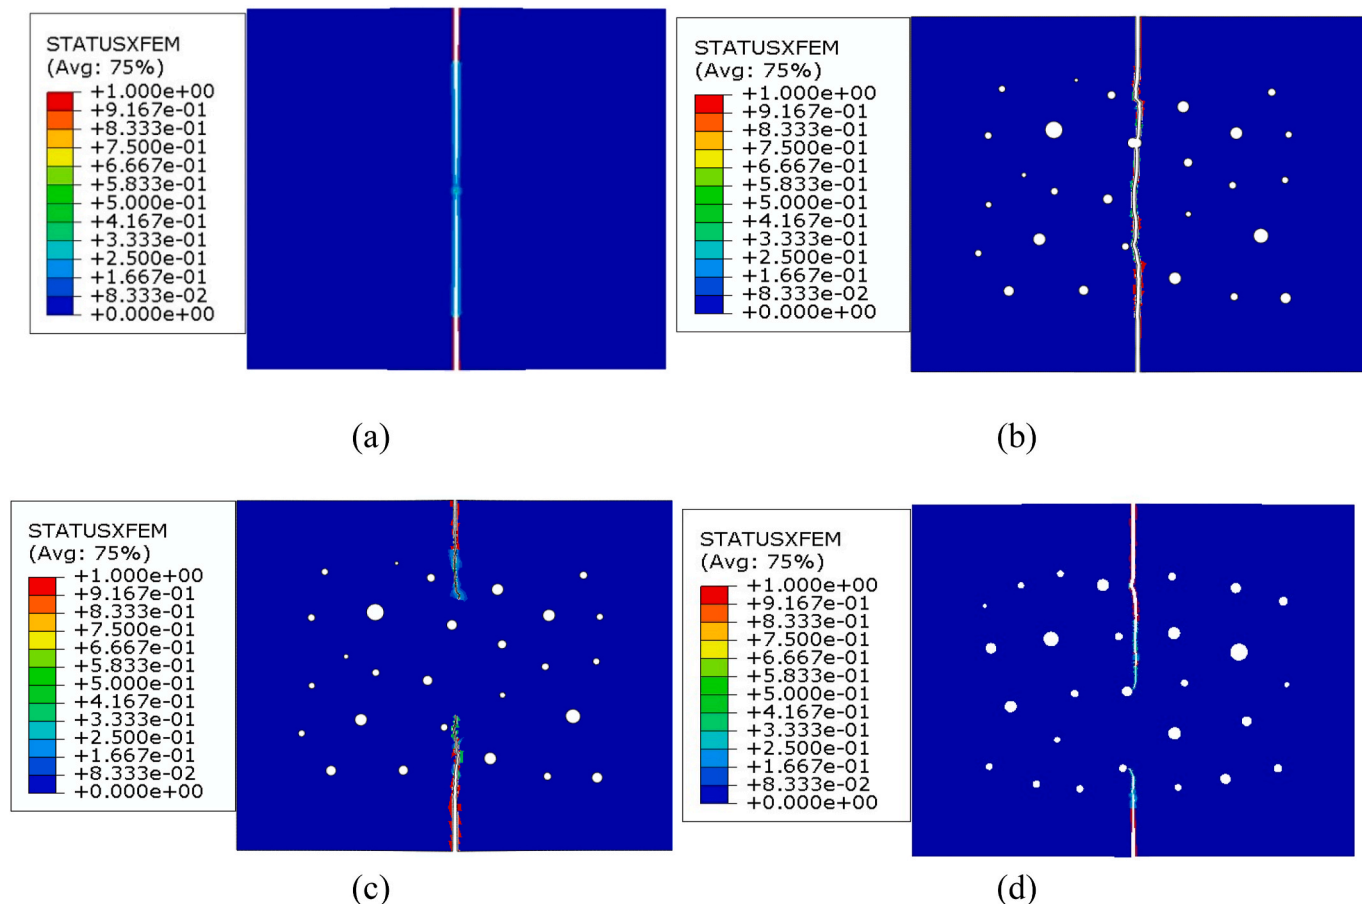 STATUSXFEM
(Avg: 75%)
+1.000e+00
+9.167e-01
+8.333e-01
+7.500e-01
+6.667e-01
+5.833e-01
+5.000e-01
+4.167e-01
+3.333e-01
+2.500e-01
+1.667e-01
+8.333e-02
+0.000e+00
(a)
STATUSXFEM
(Avg: 75%)
+1.000e+00
+9.167e-01
+8.333e-01
+7.500e-01
+6.667e-01
+5.833e-01
+5.000e-01
+4.167e-01
+3.333e-01
+2.500e-01
+1.667e-01
+8.333e-02
+0.000e+00
(b)
STATUSXFEM
(Avg: 75%)
+1.000e+00
+9.167e-01
+8.333e-01
+7.500e-01
+6.667e-01
+5.833e-01
+5.000e-01
+4.167e-01
+3.333e-01
+2.500e-01
+1.667e-01
+8.333e-02
+0.000e+00
(c)
STATUSXFEM
(Avg: 75%)
+1.000e+00
+9.167e-01
+8.333e-01
+7.500e-01
+6.667e-01
+5.833e-01
+5.000e-01
+4.167e-01
+3.333e-01
+2.500e-01
+1.667e-01
+8.333e-02
+0.000e+00
(d)